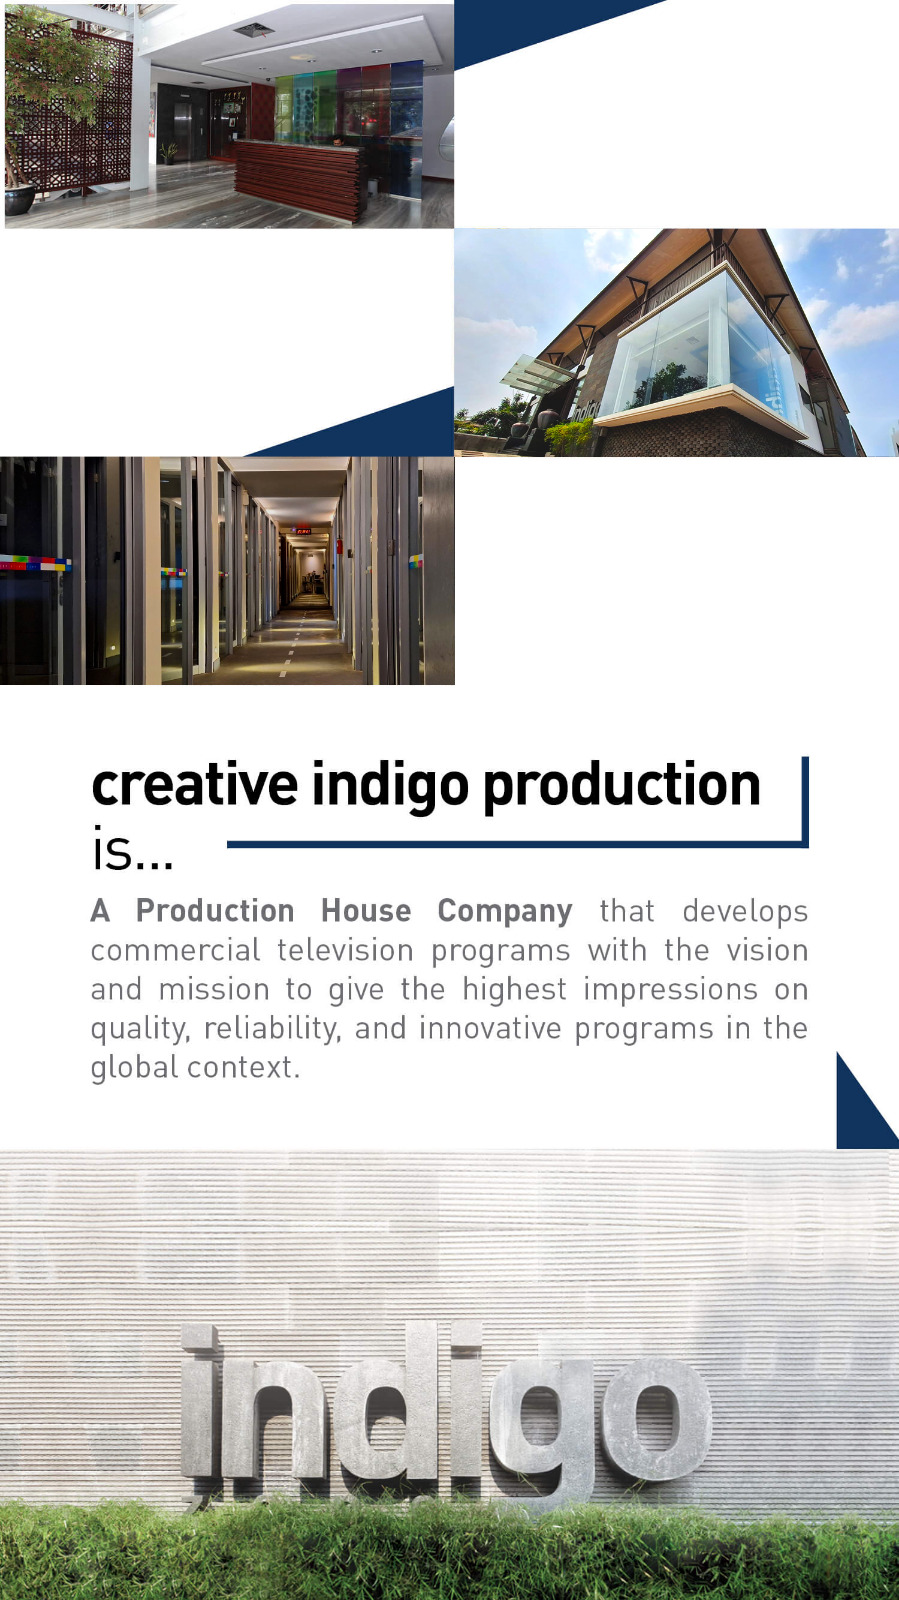 indigo
creative indigo production
is...
A Production House Company that develops
commercial television programs with the vision
and mission to give the highest impressions on
quality, reliability, and innovative programs in the
global context.
indigo